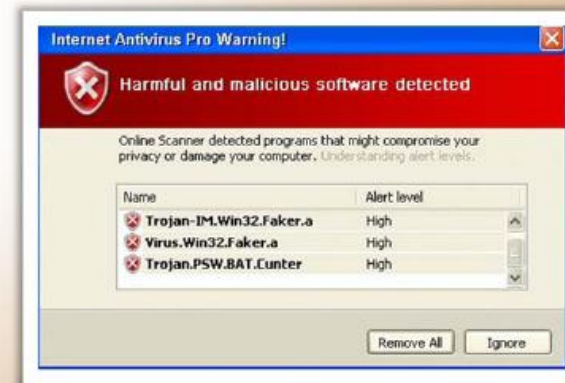 Internet Antivirus Pro Warning!
Harmful and malicious software detected
Online Scanner detected programs that might compromise your
privacy or damage your computer. Understanding alert levels.
Name Alert level
Trojan-IM.Win32.Faker.a High
Virus.Win32.Faker.a High
Trojan.PSW.BAT.Cunter High
Remove All Ignore